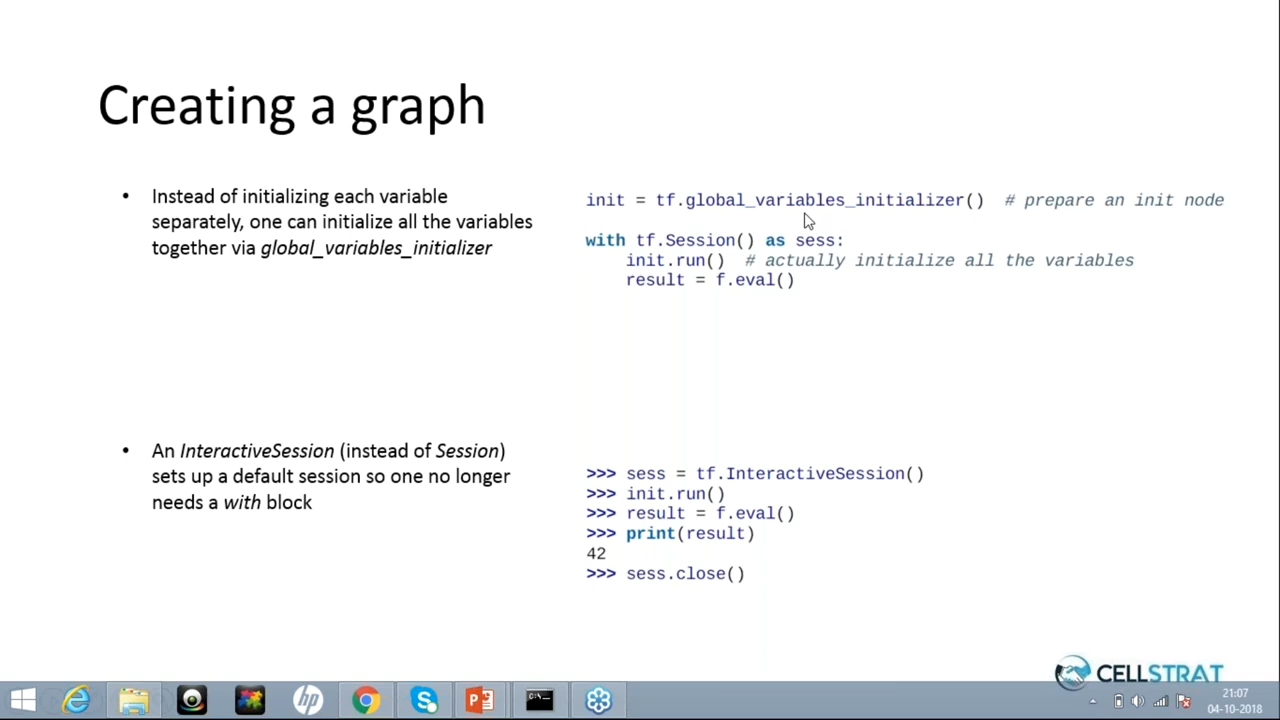 Creating a graph
• Instead of initializing each variable
separately, one can initialize all the variables
together via global_variables_initializer
init = tf.global_variables_initializer()  # prepare an init node
with tf.Session() as sess:
    init.run()  # actually initialize all the variables
    result = f.eval()
• An InteractiveSession (instead of Session)
sets up a default session so one no longer
needs a with block
>>> sess = tf.InteractiveSession()
>>> init.run()
>>> result = f.eval()
>>> print(result)
42
>>> sess.close()
CELLSTRAT
hp
C:\_
21:07
04-10-2018